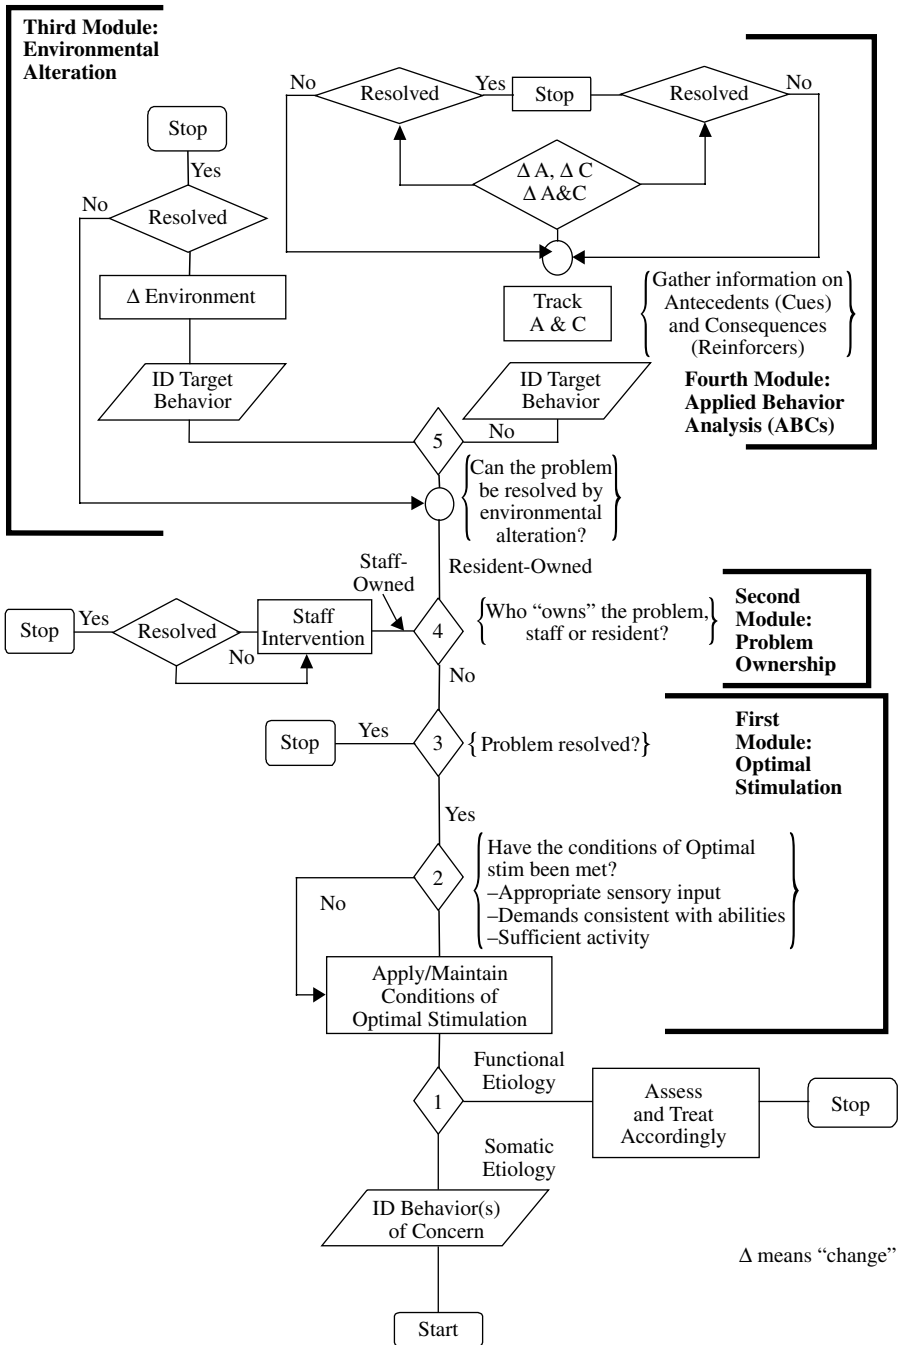 Third Module:
Environmental
Alteration
No
Resolved
Yes
Stop
Resolved
No
Stop
Yes
Δ A, Δ C
Δ A&C
No
Resolved
Δ Environment
Track
A & C
Gather information on
Antecedents (Cues)
and Consequences
(Reinforcers)
ID Target
Behavior
ID Target
Behavior
Fourth Module:
Applied Behavior
Analysis (ABCs)
5
No
Can the problem
be resolved by
environmental
alteration?
Staff-
Owned
Resident-Owned
Stop
Yes
Resolved
No
Staff
Intervention
4
Who “owns” the problem,
staff or resident?
Second
Module:
Problem
Ownership
No
Stop
Yes
3
Problem resolved?
First
Module:
Optimal
Stimulation
Yes
2
No
Have the conditions of Optimal
stim been met?
–Appropriate sensory input
–Demands consistent with abilities
–Sufficient activity
Apply/Maintain
Conditions of
Optimal Stimulation
1
Functional
Etiology
Assess
and Treat
Accordingly
Stop
Somatic
Etiology
ID Behavior(s)
of Concern
Δ means “change”
Start